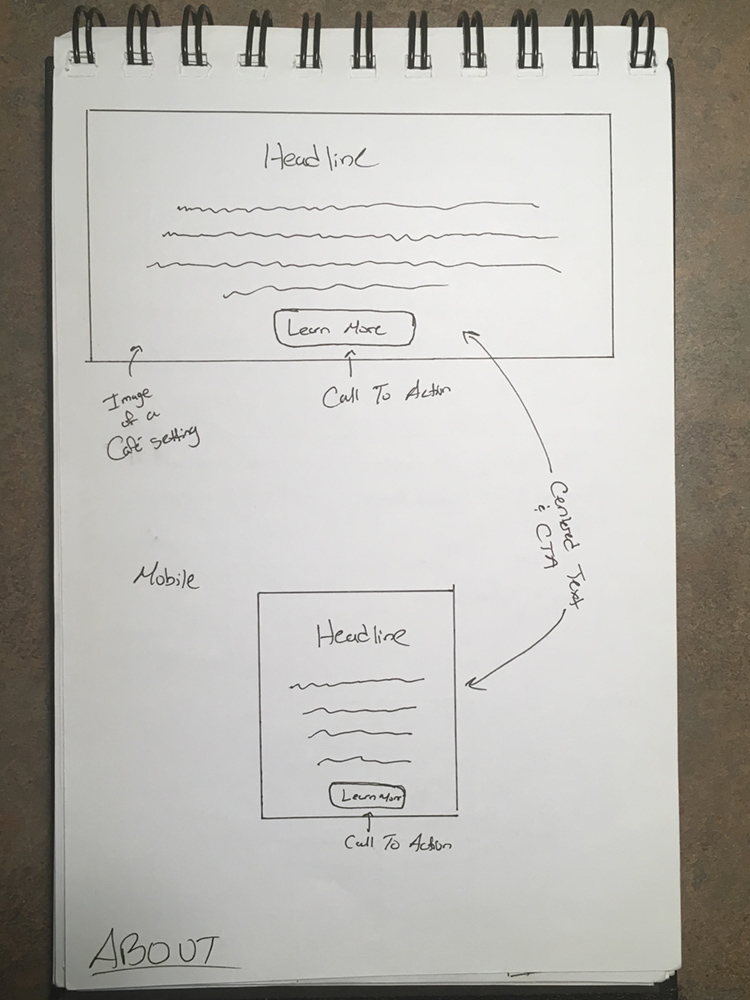 Headline
Learn More
Image
of a
Café setting
Call To Action
Centered Text
& CTA
Mobile
Headline
Learn More
Call To Action
ABOUT